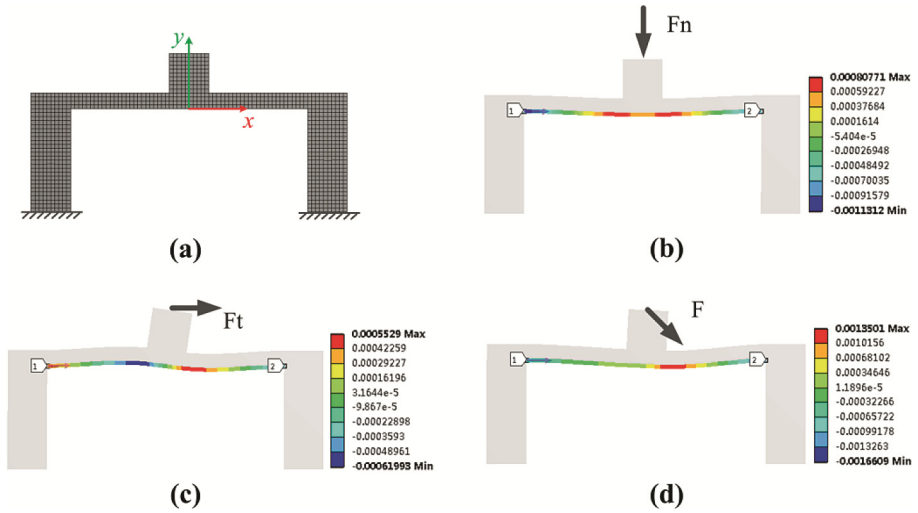 y
x
(a)
Fn
1
2
0.00080771 Max
0.00059227
0.00037684
0.0001614
-5.404e-5
-0.00026948
-0.00048492
-0.00070035
-0.00091579
-0.0011312 Min
(b)
Ft
1
2
0.0005529 Max
0.00042259
0.00029227
0.00016196
3.1644e-5
-9.867e-5
-0.00022898
-0.0003593
-0.00048961
-0.00061993 Min
(c)
F
1
2
0.0013501 Max
0.0010156
0.00068102
0.00034646
1.1896e-5
-0.00032266
-0.00065722
-0.00099178
-0.0013263
-0.0016609 Min
(d)